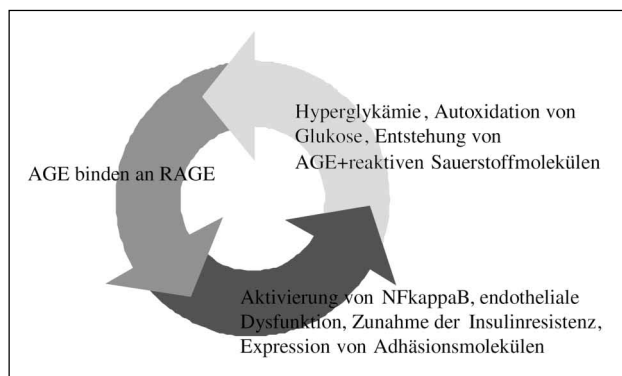 Hyperglykämie, Autoxidation von
Glukose, Entstehung von
AGE+reaktiven Sauerstoffmolekülen
AGE binden an RAGE
Aktivierung von NFkappaB, endotheliale
Dysfunktion, Zunahme der Insulinresistenz,
Expression von Adhäsionsmolekülen